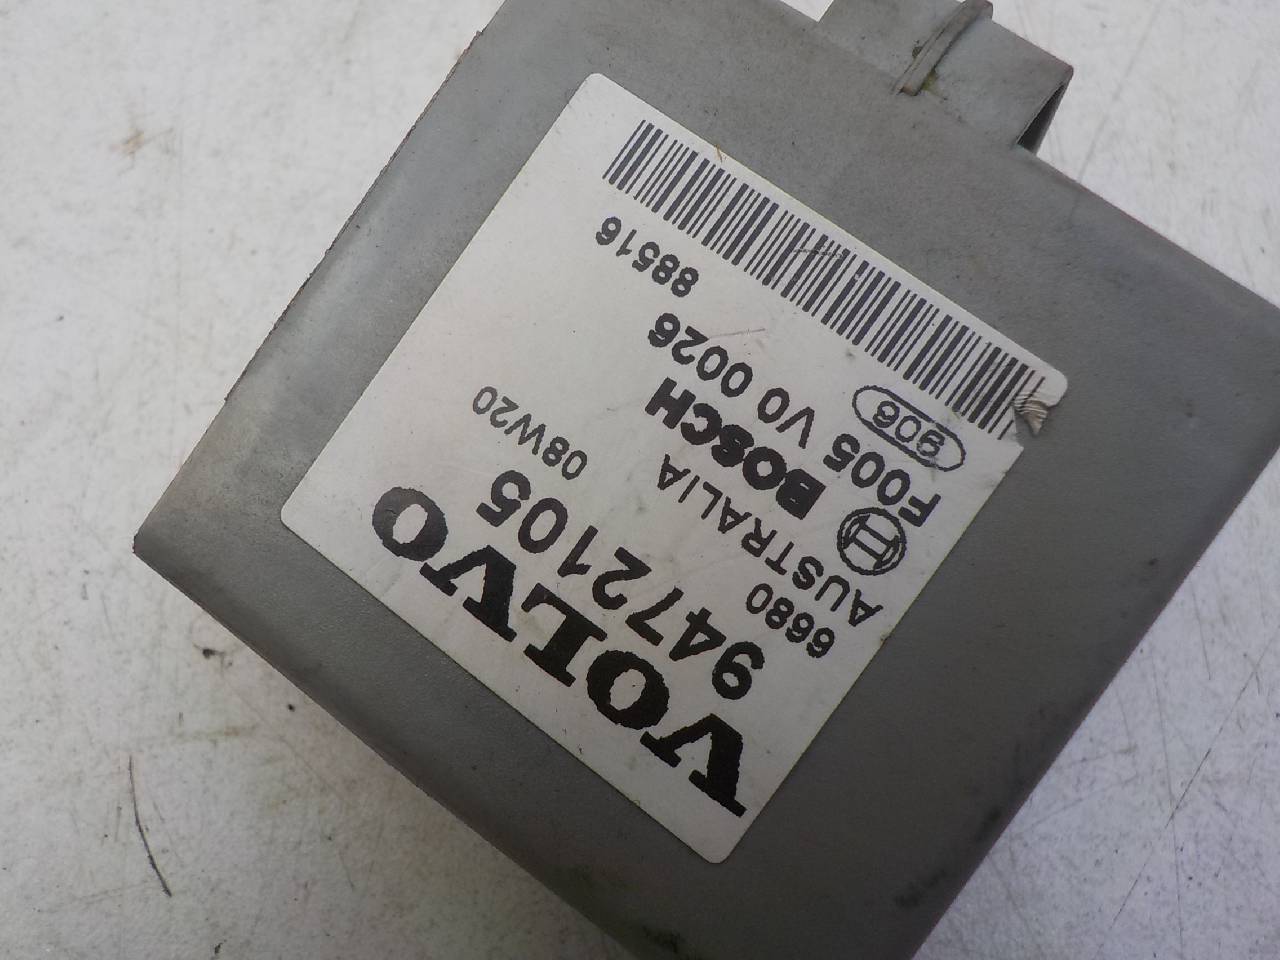 VOLVO
9472105
6680 08W20
AUSTRALIA
BOSCH
F005 V0 0026 88516
906